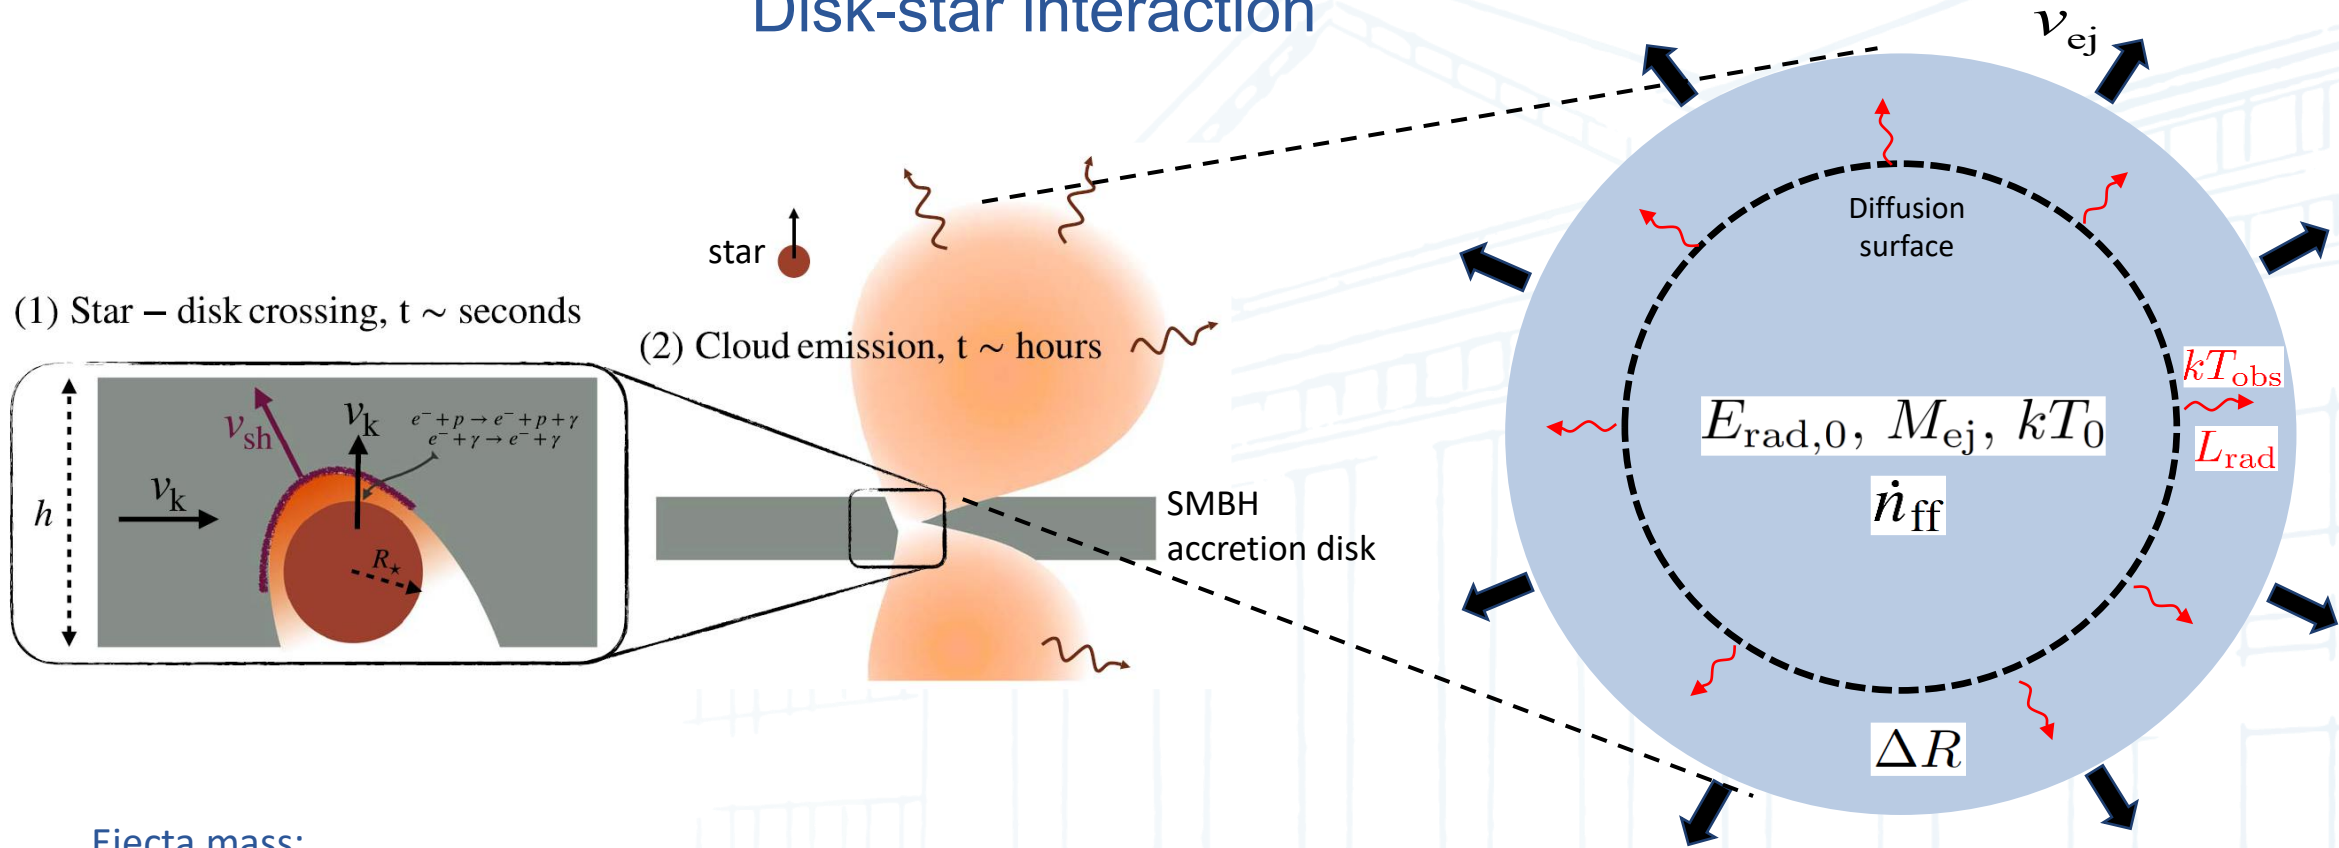 Disk-star interaction
v_ej
(1) Star – disk crossing, t ~ seconds
h
v_sh
v_k
v_k
e⁻ + p → e⁻ + p + γ
e⁻ + γ → e⁻ + γ
R⋆
star
(2) Cloud emission, t ~ hours
SMBH
accretion disk
Diffusion
surface
E_rad,0, M_ej, kT_0
ṅ_ff
kT_obs
L_rad
ΔR
Ejecta mass: